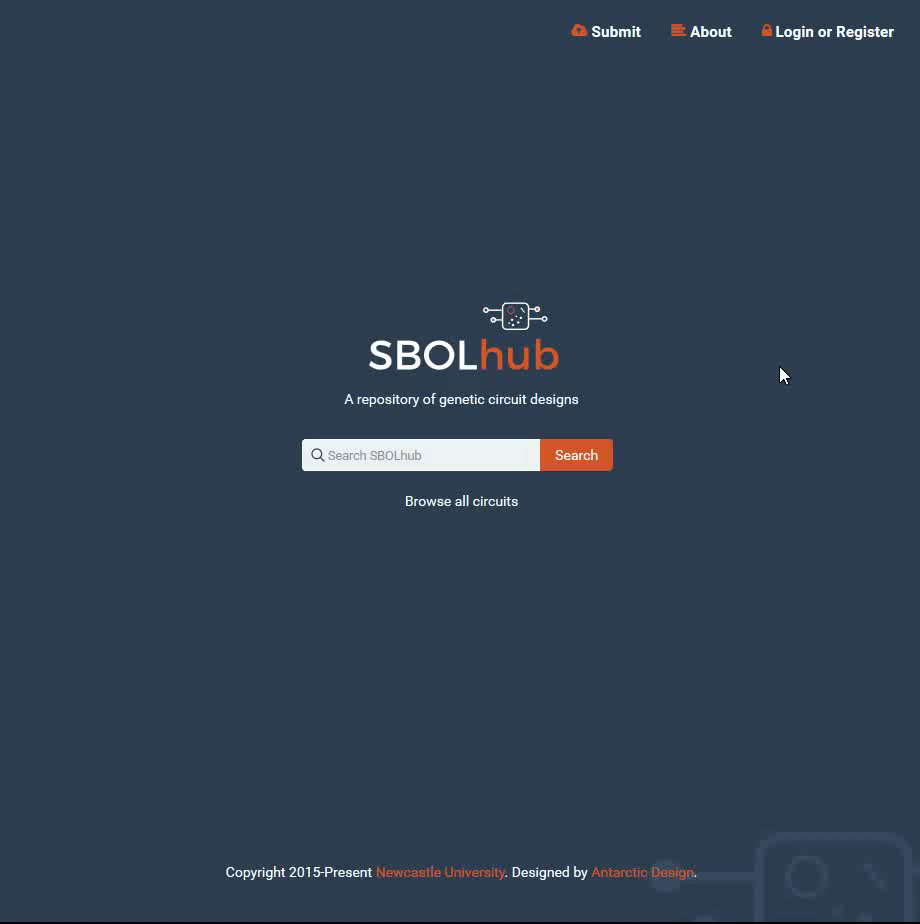 Submit About Login or Register
SBOLhub
A repository of genetic circuit designs
Search SBOLhub Search
Browse all circuits
Copyright 2015-Present Newcastle University. Designed by Antarctic Design.